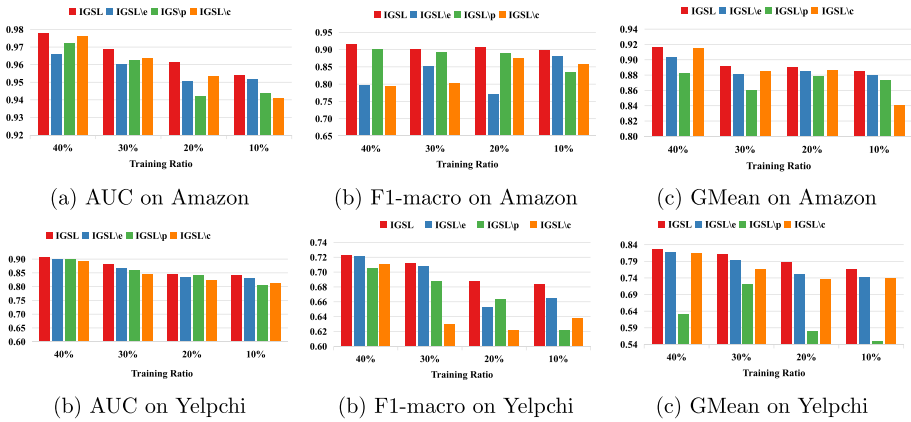 IGSL IGSL\e IGS\p IGSL\c
0.98
0.97
0.96
0.95
0.94
0.93
0.92
40% 30% 20% 10%
Training Ratio
(a) AUC on Amazon
IGSL IGSL\e IGSL\p IGSL\c
0.95
0.90
0.85
0.80
0.75
0.70
0.65
40% 30% 20% 10%
Training Ratio
(b) F1-macro on Amazon
IGSL IGSL\e IGSL\p IGSL\c
0.94
0.92
0.90
0.88
0.86
0.84
0.82
0.80
40% 30% 20% 10%
Training Ratio
(c) GMean on Amazon
IGSL IGSL\e IGSL\p IGSL\c
0.90
0.85
0.80
0.75
0.70
0.65
0.60
40% 30% 20% 10%
Training Ratio
(b) AUC on Yelpchi
IGSL IGSL\e IGSL\p IGSL\c
0.74
0.72
0.70
0.68
0.66
0.64
0.62
0.60
40% 30% 20% 10%
Training Ratio
(b) F1-macro on Yelpchi
IGSL IGSL\e IGSL\p IGSL\c
0.84
0.79
0.74
0.69
0.64
0.59
0.54
40% 30% 20% 10%
Training Ratio
(c) GMean on Yelpchi